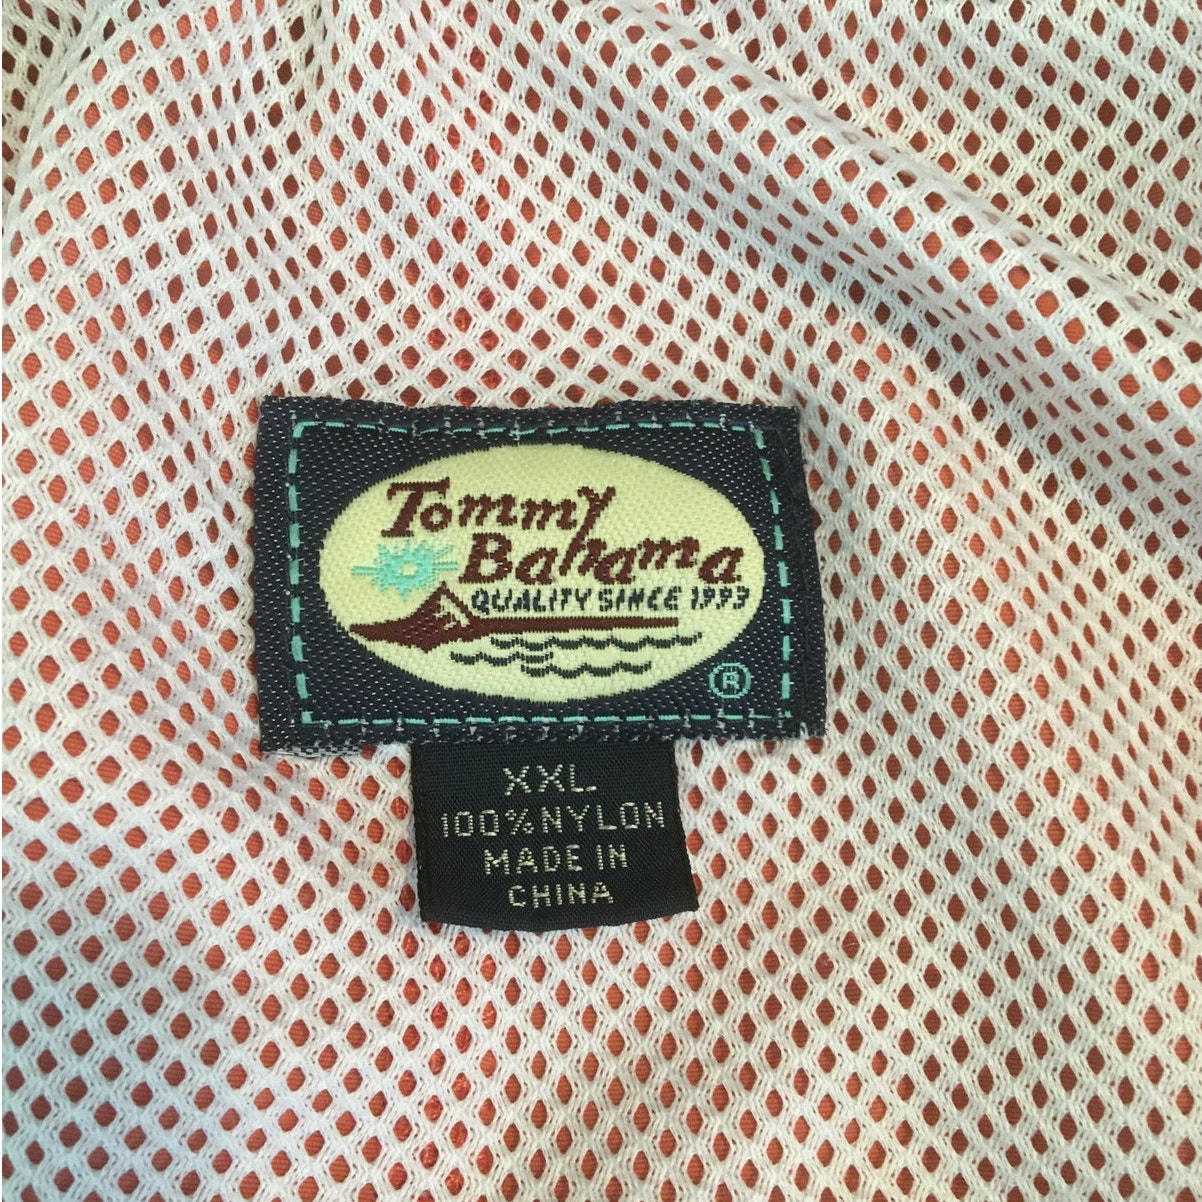 Tommy
Bahama
QUALITY SINCE 1993
®
XXL
100% NYLON
MADE IN
CHINA